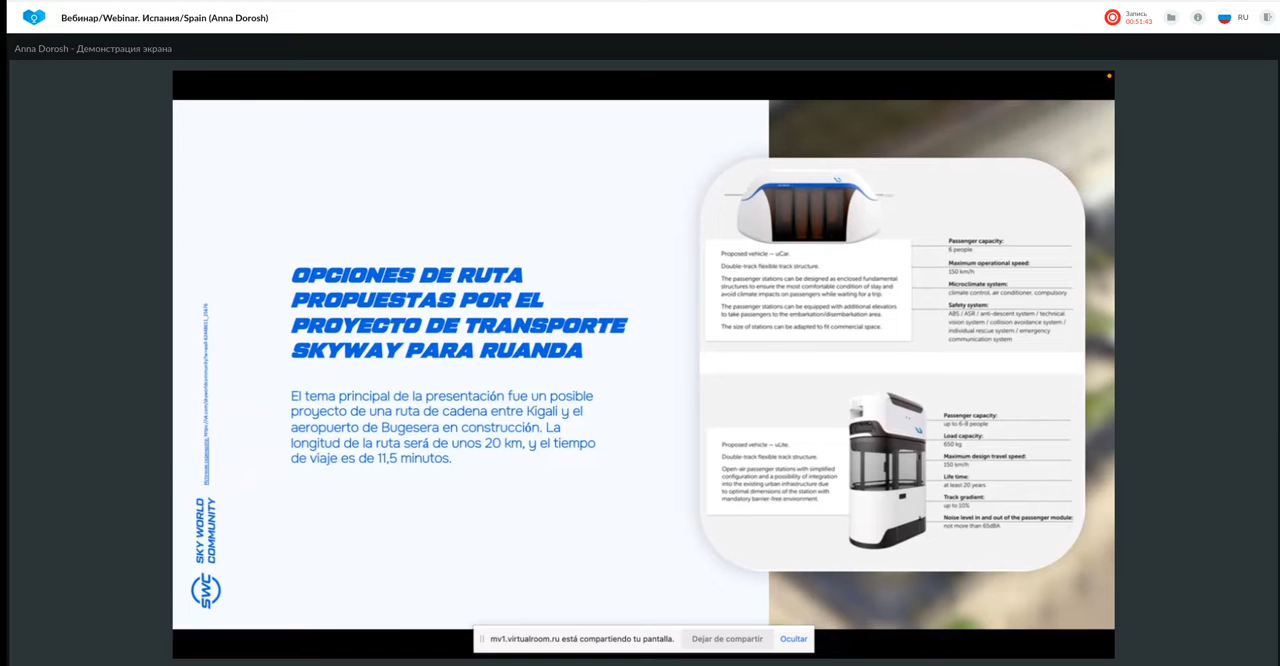 Вебинар/Webinar. Испания/Spain (Anna Dorosh)
Запись
00:51:43
RU
Anna Dorosh - Демонстрация экрана
OPCIONES DE RUTA
PROPUESTAS POR EL
PROYECTO DE TRANSPORTE
SKYWAY PARA RUANDA
El tema principal de la presentación fue un posible
proyecto de una ruta de cadena entre Kigali y el
aeropuerto de Bugesera en construcción. La
longitud de la ruta será de unos 20 km, y el tiempo
de viaje es de 11,5 minutos.
SKY WORLD
COMMUNITY
SWC
Proposed vehicle — uCar.
Double-track flexible track structure.
The passenger stations can be designed as enclosed fundamental
structures to ensure the most comfortable condition of stay and
avoid climate impacts on passengers while waiting for a trip.
The passenger stations can be equipped with additional elevators
to take passengers to the embarkation/disembarkation area.
The size of stations can be adapted to fit commercial space.
Passenger capacity:
6 people
Maximum operational speed:
150 km/h
Microclimate system:
climate control, air conditioner, compulsory
Safety system:
ABS / ASR / anti-descent system / technical
vision system / collision avoidance system /
individual rescue system / emergency
communication system
Proposed vehicle — uLite.
Double-track flexible track structure.
Open-air passenger stations with simplified
configuration and a possibility of integration
into the existing urban infrastructure due
to optimal dimensions of the station with
mandatory barrier-free environment.
Passenger capacity:
up to 6-8 people
Load capacity:
650 kg
Maximum design travel speed:
150 km/h
Life time:
at least 20 years
Track gradient:
up to 10%
Noise level in and out of the passenger module:
not more than 65dBA
mv1.virtualroom.ru está compartiendo tu pantalla.
Dejar de compartir
Ocultar